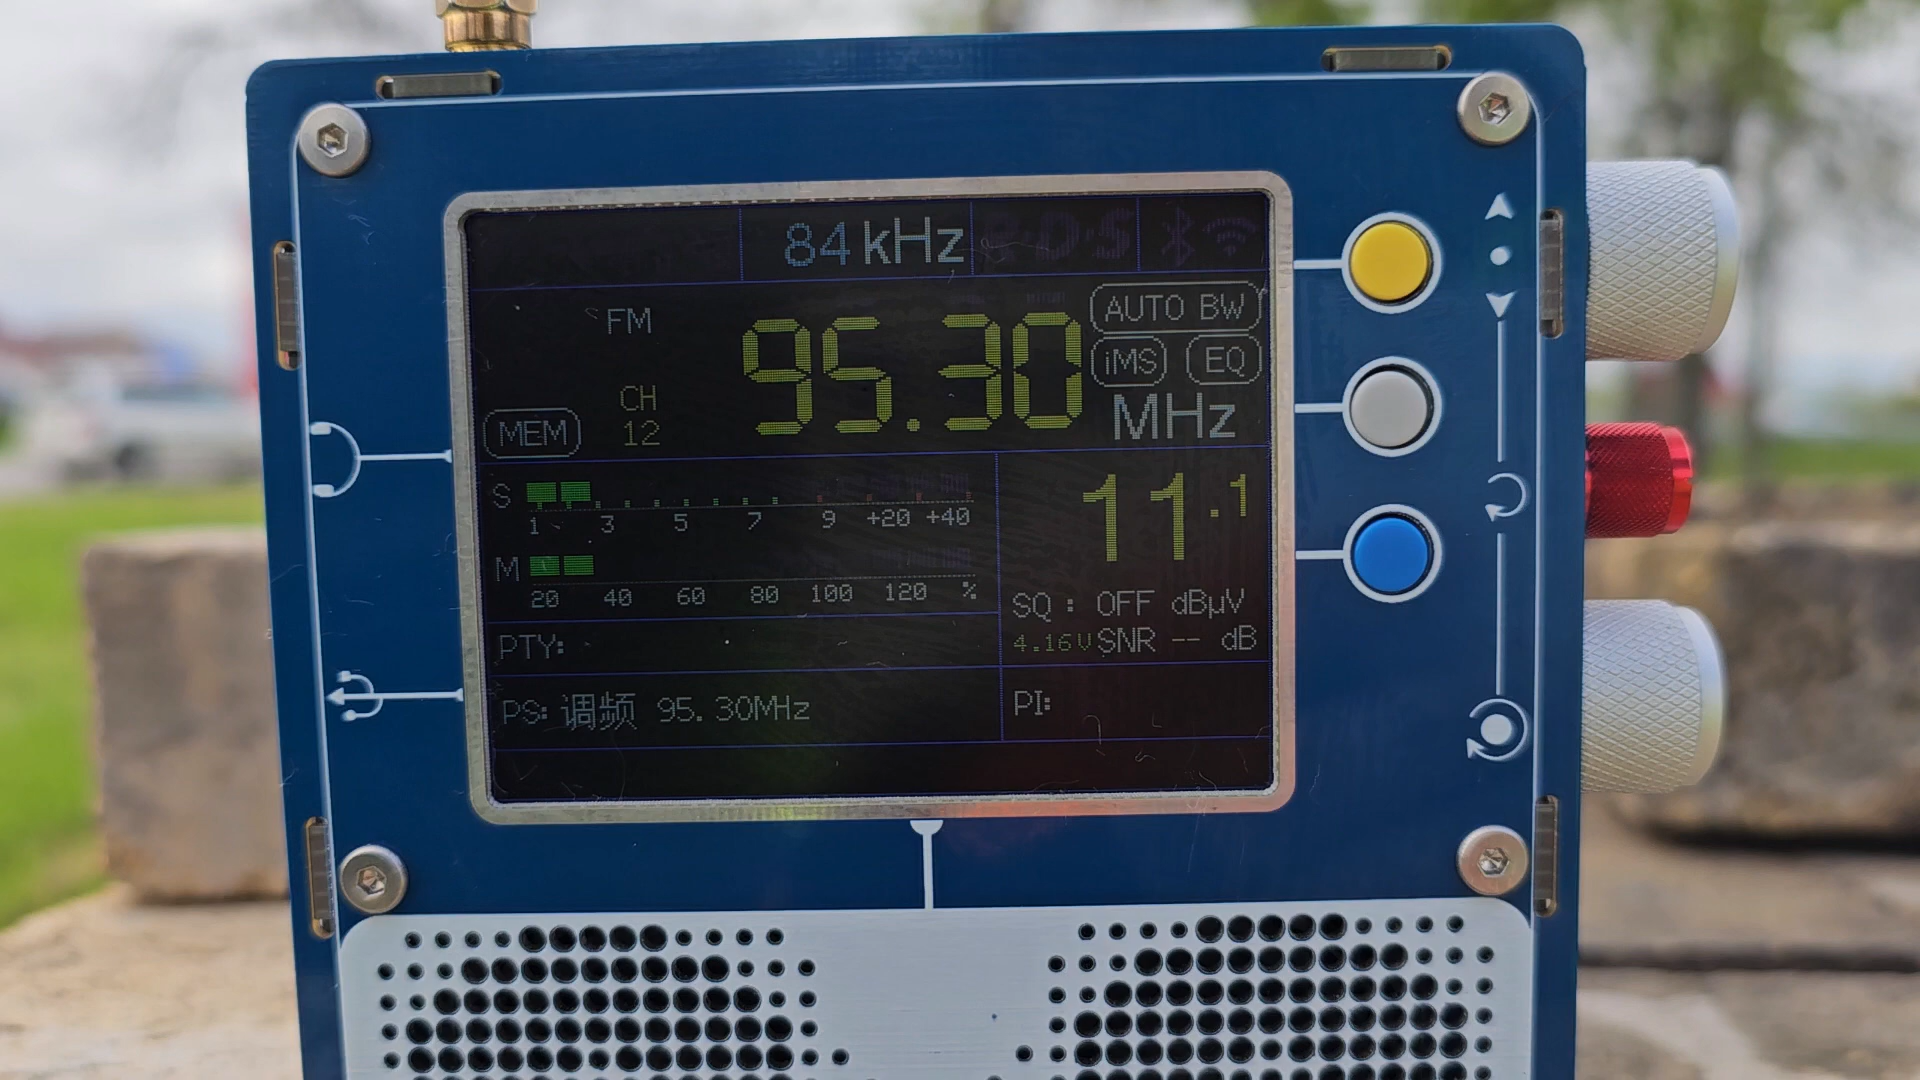 84 kHz R·D·S
FM 95.30 MHz
AUTO BW
iMS EQ
CH
12
MEM
S
1 3 5 7 9 +20 +40
M
20 40 60 80 100 120 %
11.1
SQ : OFF dBµV
4.16V SNR -- dB
PTY:
PS: 调频 95.30MHz
PI: